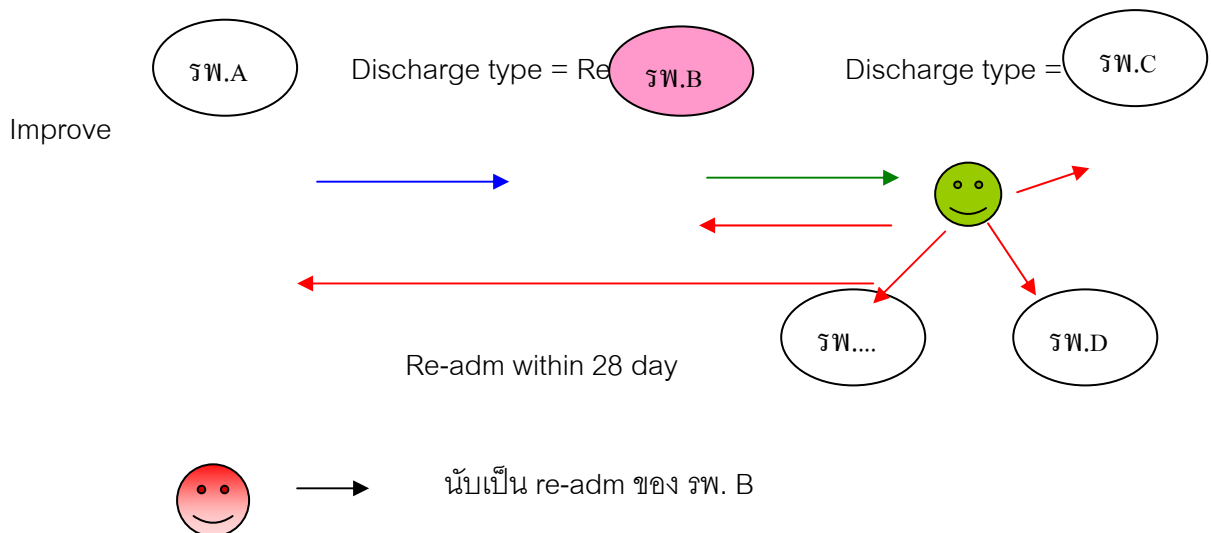 รพ.A
Discharge type = Re
รพ.B
Discharge type =
รพ.C
Improve
รพ....
รพ.D
Re-adm within 28 day
นับเป็น re-adm ของ รพ. B